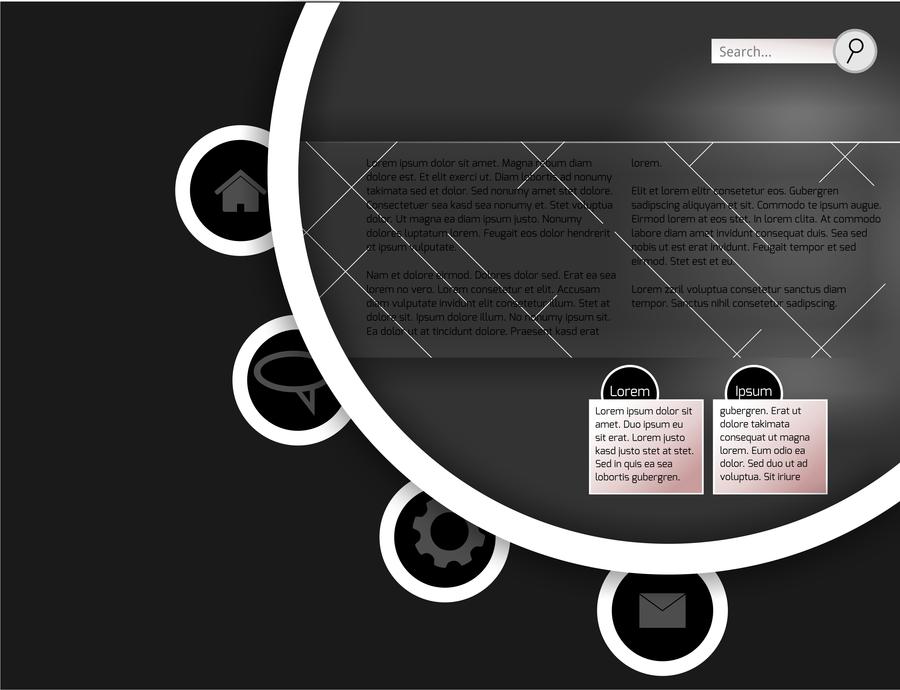 Search...
Lorem ipsum dolor sit amet. Magna rebum diam
dolore est. Et elit exerci ut. Diam lobortis ad nonumy
takimata sed et dolor. Sed nonumy amet stet dolore.
Consectetuer sea kasd sea nonumy et. Stet voluptua
dolor. Ut magna ea diam ipsum justo. Nonumy
dolores luptatum lorem. Feugait eos dolor hendrerit
et ipsum vulputate.
Nam et dolore eirmod. Dolores dolor sed. Erat ea sea
lorem no vero. Lorem consetetur et elit. Accusam
diam vulputate invidunt elit consetetur illum. Stet at
dolore sit. Ipsum dolore illum. No nonumy ipsum sit.
Ea dolor ut at tincidunt dolore. Praesent kasd erat
lorem.
Elit et lorem elitr consetetur eos. Gubergren
sadipscing aliquyam et sit. Commodo te ipsum augue.
Eirmod lorem at eos stet. In lorem clita. At commodo
labore diam amet invidunt consequat duis. Sea sed
nobis ut est erat invidunt. Feugait tempor et sed
eirmod. Stet est et eu.
Lorem zzril voluptua consetetur sanctus diam
tempor. Sanctus nihil consetetur sadipscing.
Lorem
Lorem ipsum dolor sit
amet. Duo ipsum eu
sit erat. Lorem justo
kasd justo stet at stet.
Sed in quis ea sea
lobortis gubergren.
Ipsum
gubergren. Erat ut
dolore takimata
consequat ut magna
lorem. Eum odio ea
dolor. Sed duo ut ad
voluptua. Sit iriure